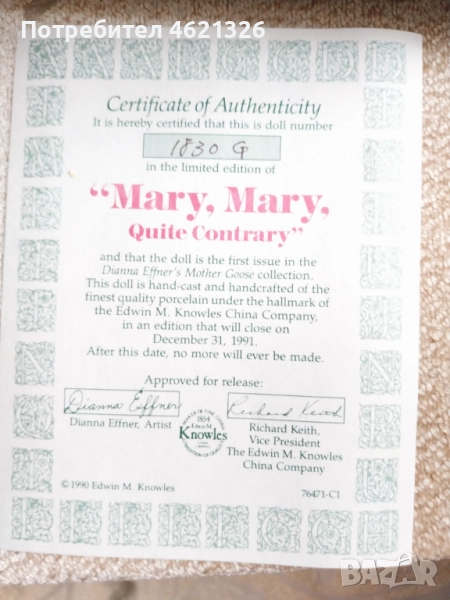 Потребител 4621326
Certificate of Authenticity
It is hereby certified that this is doll number
1830 G
in the limited edition of
“Mary, Mary,
Quite Contrary”
and that the doll is the first issue in the
Dianna Effner's Mother Goose collection.
This doll is hand-cast and handcrafted of the
finest quality porcelain under the hallmark of
the Edwin M. Knowles China Company,
in an edition that will close on
December 31, 1991.
After this date, no more will ever be made.
Approved for release:
Dianna Effner
Richard Keith
Dianna Effner, Artist
1854
Edwin M.
Knowles
Richard Keith,
Vice President
The Edwin M. Knowles
China Company
© 1990 Edwin M. Knowles
76471-C1
BAZAR